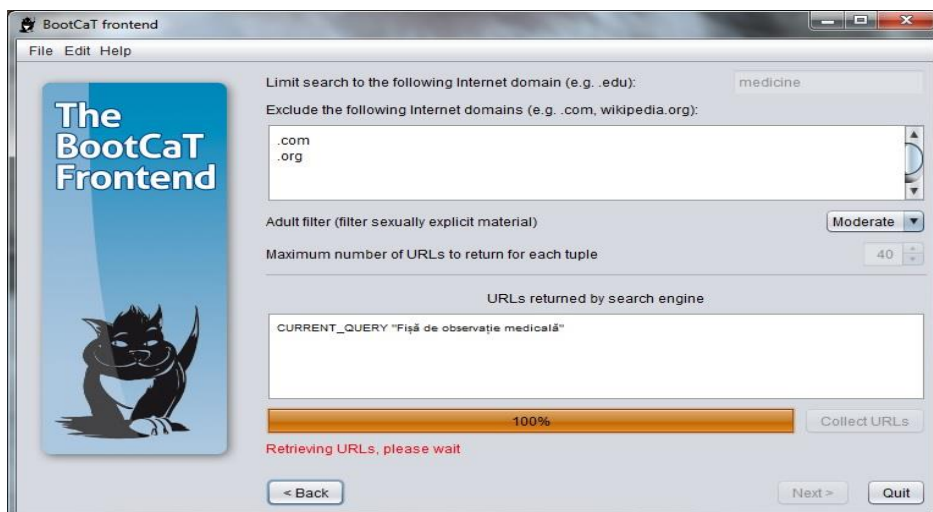 BootCaT frontend
File Edit Help
The
BootCaT
Frontend
Limit search to the following Internet domain (e.g. .edu): medicine
Exclude the following Internet domains (e.g. .com, wikipedia.org):
.com
.org
Adult filter (filter sexually explicit material) Moderate
Maximum number of URLs to return for each tuple 40
URLs returned by search engine
CURRENT_QUERY "Fișă de observație medicală"
100% Collect URLs
Retrieving URLs, please wait
< Back Next > Quit